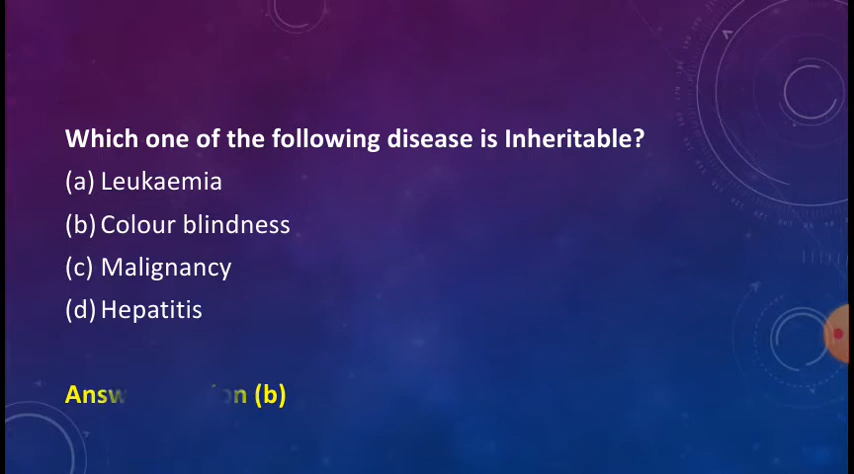 Which one of the following disease is Inheritable?
(a) Leukaemia
(b) Colour blindness
(c) Malignancy
(d) Hepatitis
(b)